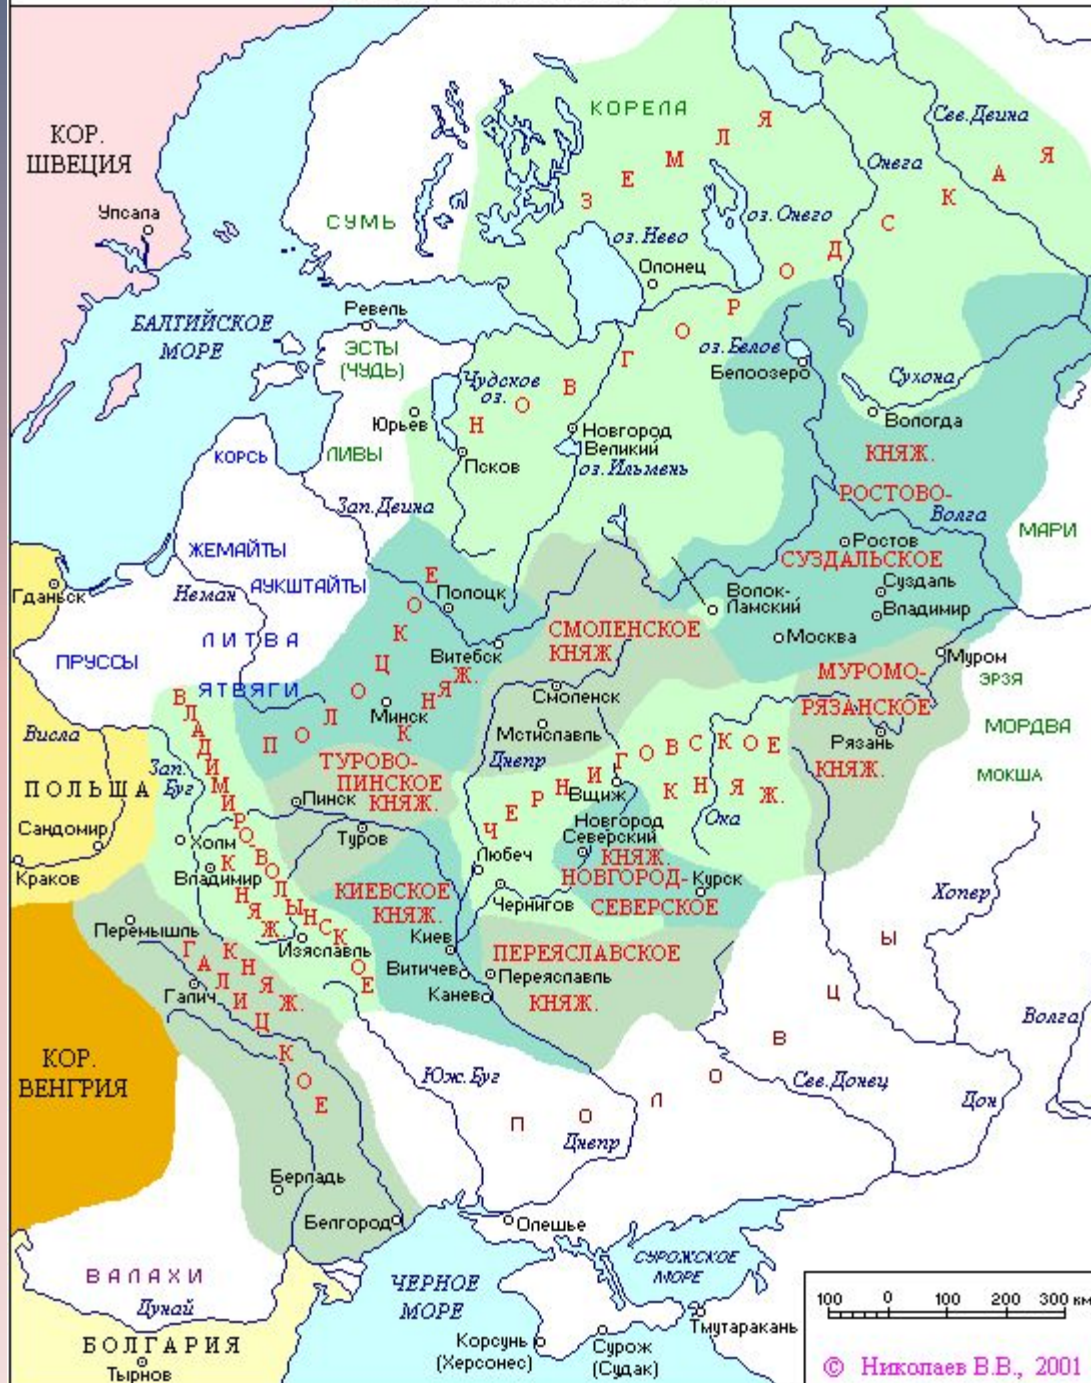 КОР.
ШВЕЦИЯ
Упсала
БАЛТИЙСКОЕ
МОРЕ
СУМЬ
КОРЕЛА
НОВГОРОДСКАЯ
ЗЕМЛЯ
Сев.Двина
Онега
оз.Онего
оз.Нево
Олонец
Ревель
ЭСТЫ
(ЧУДЬ)
Чудское
оз.
оз.Белое
Белоозеро
Сухона
Вологда
Юрьев
Новгород
Великий
Псков
оз.Ильмень
КОРСЬ
ЛИВЫ
Зап.Двина
КНЯЖ.
РОСТОВО-
СУЗДАЛЬСКОЕ
Волга
Ростов
Суздаль
Владимир
МАРИ
ЖЕМАЙТЫ
АУКШТАЙТЫ
Неман
Гданьск
ЛИТВА
ПРУССЫ
ЯТВЯГИ
ПОЛОЦКОЕ
КНЯЖ.
Полоцк
Витебск
Минск
Волок-
Ламский
Москва
СМОЛЕНСКОЕ
КНЯЖ.
Смоленск
Мстиславль
Муром
МУРОМО-
РЯЗАНСКОЕ
КНЯЖ.
Рязань
ЭРЗЯ
МОРДВА
МОКША
Висла
ПОЛЬША
Сандомир
Краков
Зап.
Буг
ВЛАДИМИРОВОЛЫНСКОЕ
КНЯЖ.
Холм
Владимир
Изяславль
ТУРОВО-
ПИНСКОЕ
КНЯЖ.
Пинск
Туров
Днепр
ЧЕРНИГОВСКОЕ
КНЯЖ.
Вщиж
Ока
Любеч
Чернигов
Новгород
Северский
КНЯЖ.
НОВГОРОД-
СЕВЕРСКОЕ
Курск
КИЕВСКОЕ
КНЯЖ.
Киев
Витичев
Канев
ПЕРЕЯСЛАВСКОЕ
Переяславль
КНЯЖ.
Хопер
Перемышль
ГАЛИЦКОЕ
КНЯЖ.
Галич
КОР.
ВЕНГРИЯ
Юж.Буг
ПОЛОВЦЫ
Днепр
Сев.Донец
Дон
Волга
Берладь
Белгород
Олешье
ВАЛАХИ
Дунай
БОЛГАРИЯ
Тырнов
ЧЕРНОЕ
МОРЕ
СУРОЖСКОЕ
МОРЕ
Тмутаракань
Корсунь
(Херсонес)
Сурож
(Судак)
100 0 100 200 300 км
© Николаев В.В., 2001